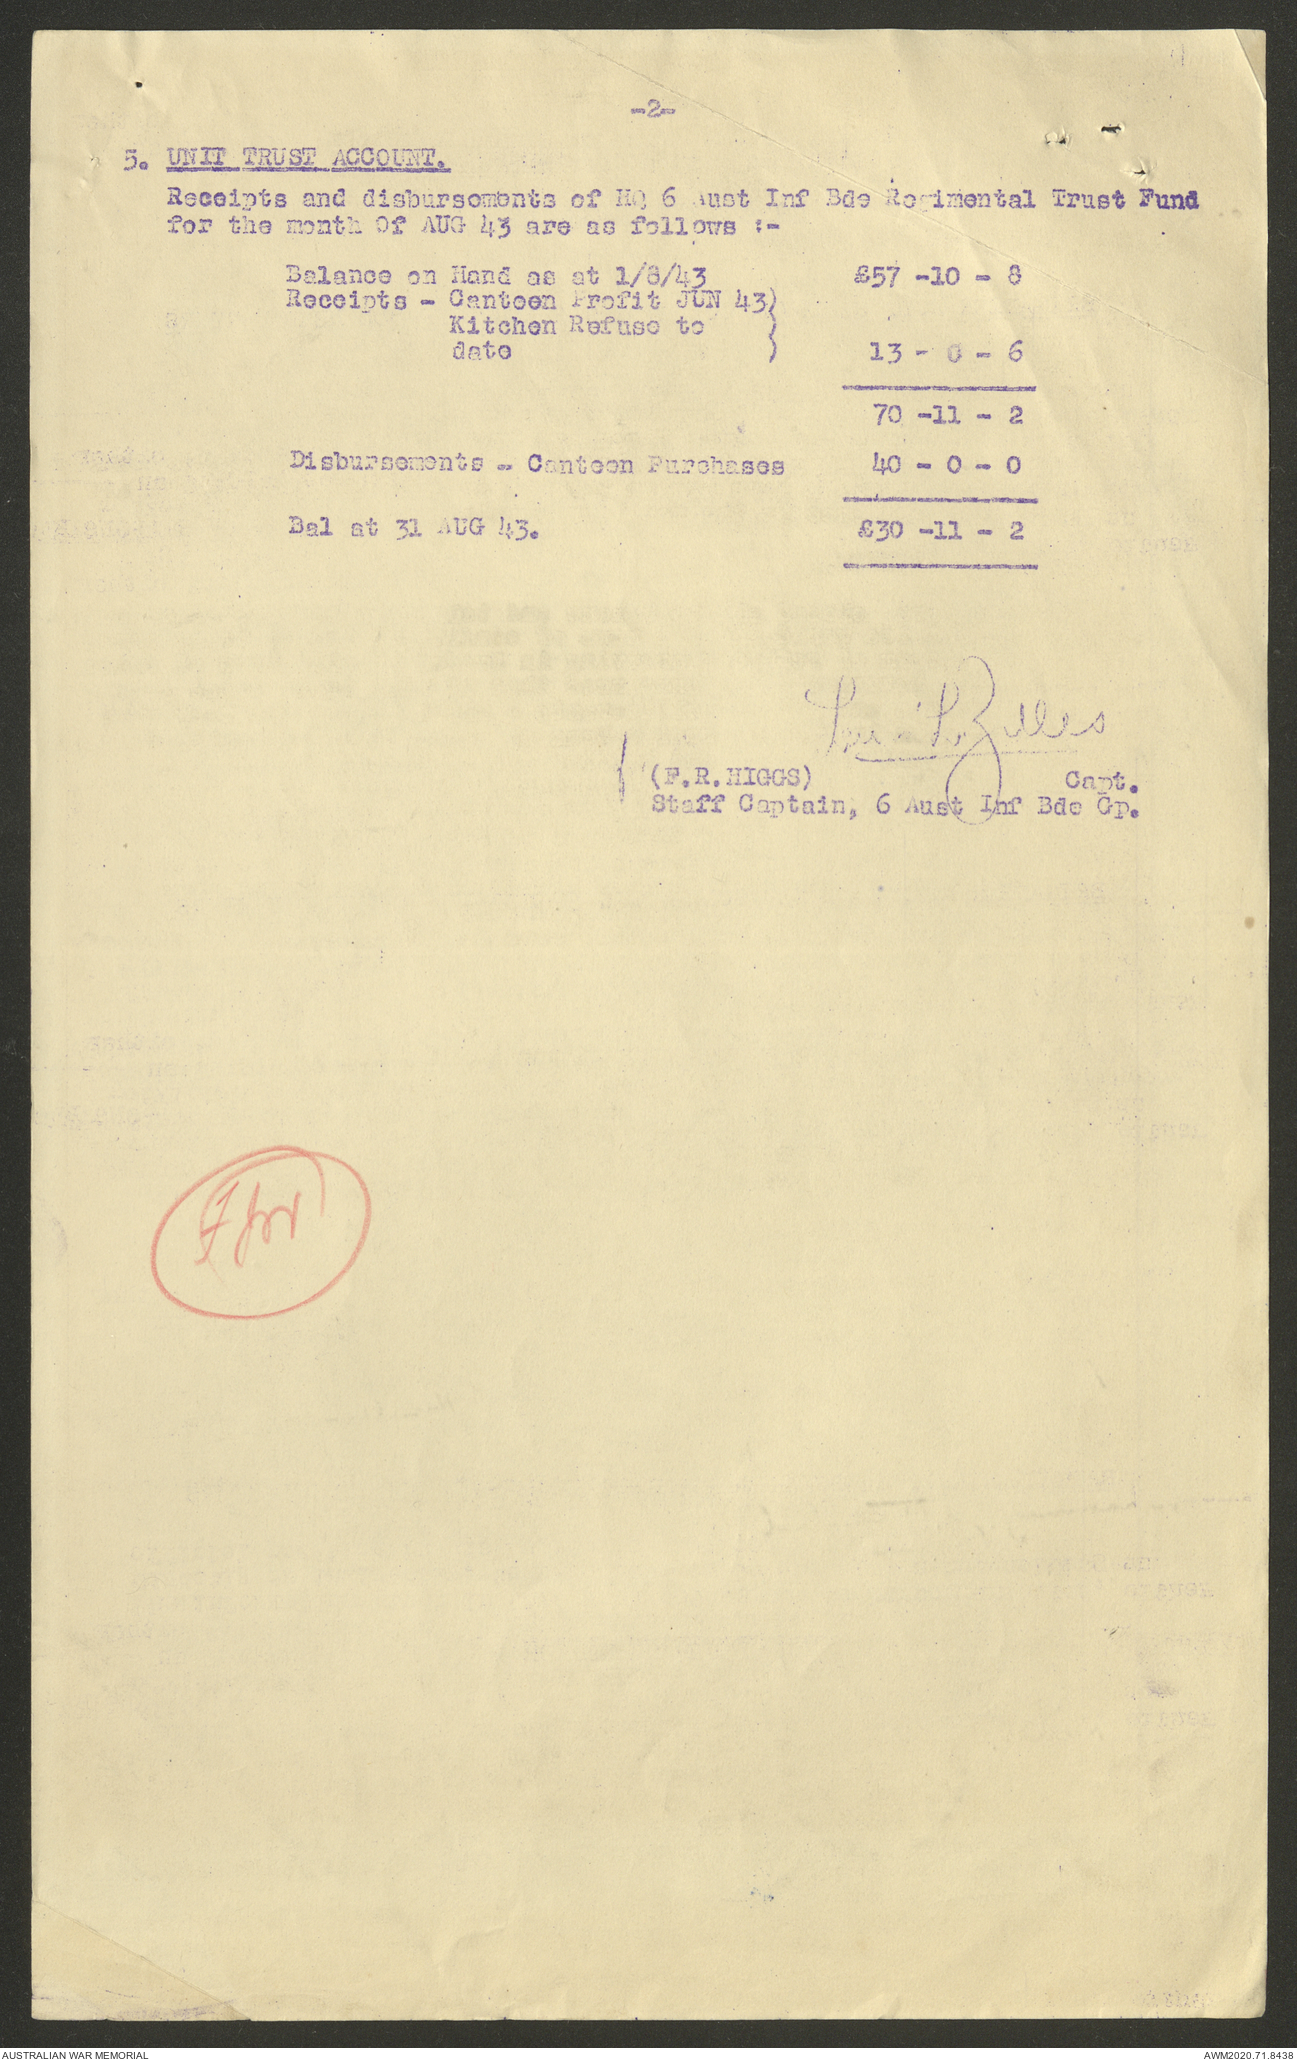 -2-
5. UNIT TRUST ACCOUNT.
Receipts and disbursements of HQ 6 Aust Inf Bde Regimental Trust Fund
for the month Of AUG 43 are as follows :-
Balance on Hand as at 1/8/43 £57 -10 - 8
Receipts - Canteen Profit JUN 43)
Kitchen Refuse to )
date ) 13 - 0 - 6
70 -11 - 2
Disbursements - Canteen Purchases 40 - 0 - 0
Bal at 31 AUG 43. £30 -11 - 2
(F.R.HIGGS) Capt.
Staff Captain, 6 Aust Inf Bde Gp.
AUSTRALIAN WAR MEMORIAL
AWM2020.71.8438